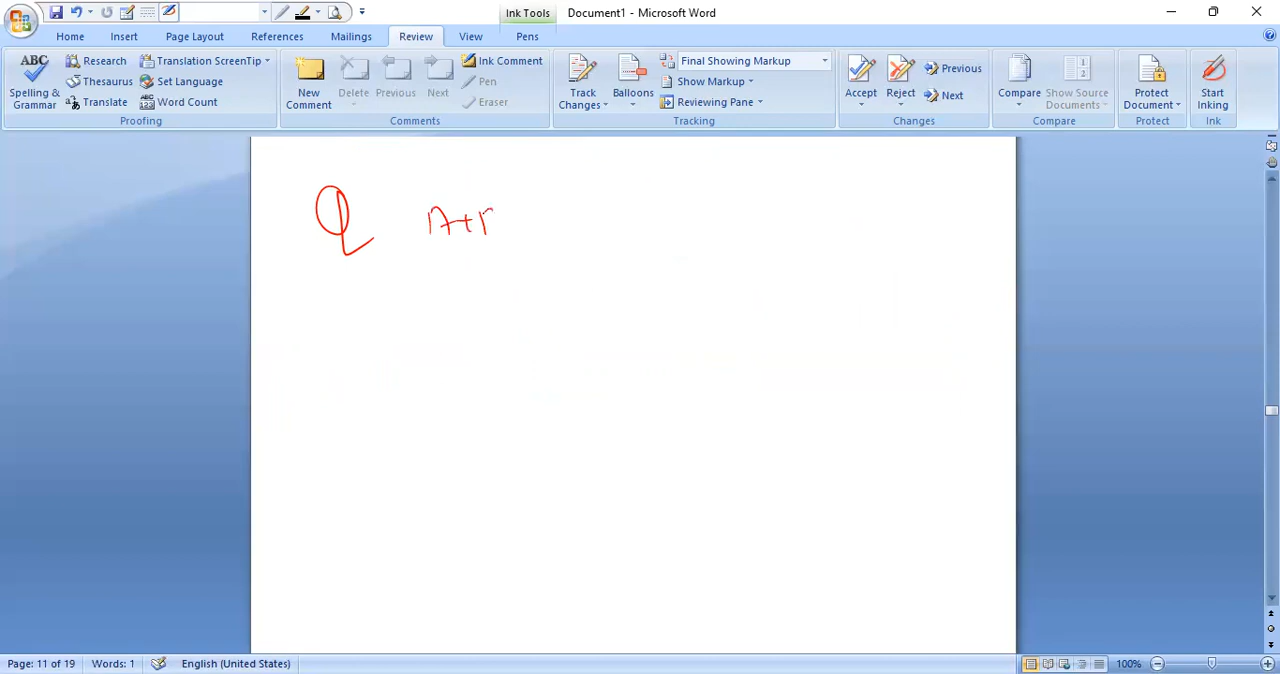 Ink Tools Document1 - Microsoft Word
Home Insert Page Layout References Mailings Review View Pens
ABC Spelling & Grammar Research Thesaurus Translate Translation ScreenTip Set Language Word Count
New Comment Delete Previous Next Ink Comment Pen Eraser
Track Changes Balloons Final Showing Markup Show Markup Reviewing Pane
Accept Reject Previous Next Compare Show Source Documents Protect Document Start Inking
Proofing Comments Tracking Changes Compare Protect Ink
Q
Page: 11 of 19 Words: 1 English (United States) 100%